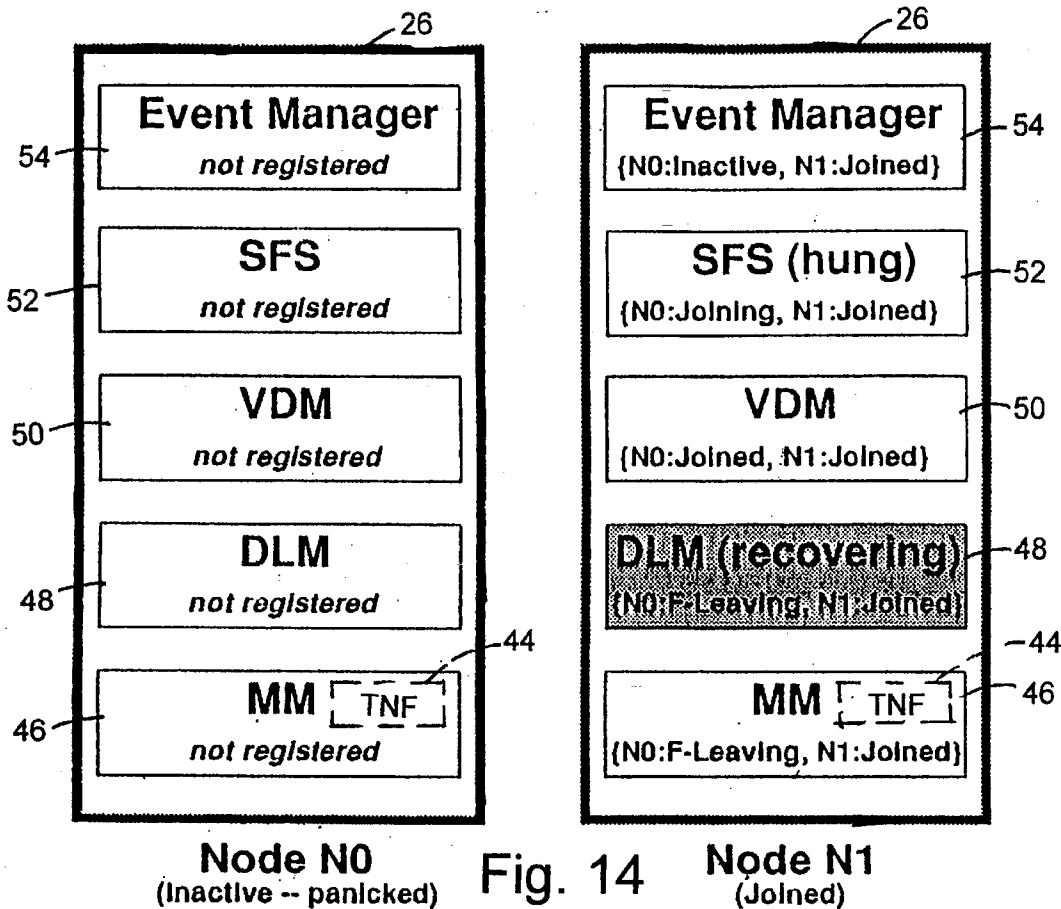 26
Event Manager
not registered
54
SFS
not registered
52
VDM
not registered
50
DLM
not registered
48
44
MM TNF
not registered
46
Node N0
(Inactive -- panicked)
Fig. 14
26
Event Manager
{N0:Inactive, N1:Joined}
54
SFS (hung)
{N0:Joining, N1:Joined}
52
VDM
{N0:Joined, N1:Joined}
50
DLM (recovering)
{N0:F-Leaving, N1:Joined}
48
44
MM TNF
{N0:F-Leaving, N1:Joined}
46
Node N1
(Joined)